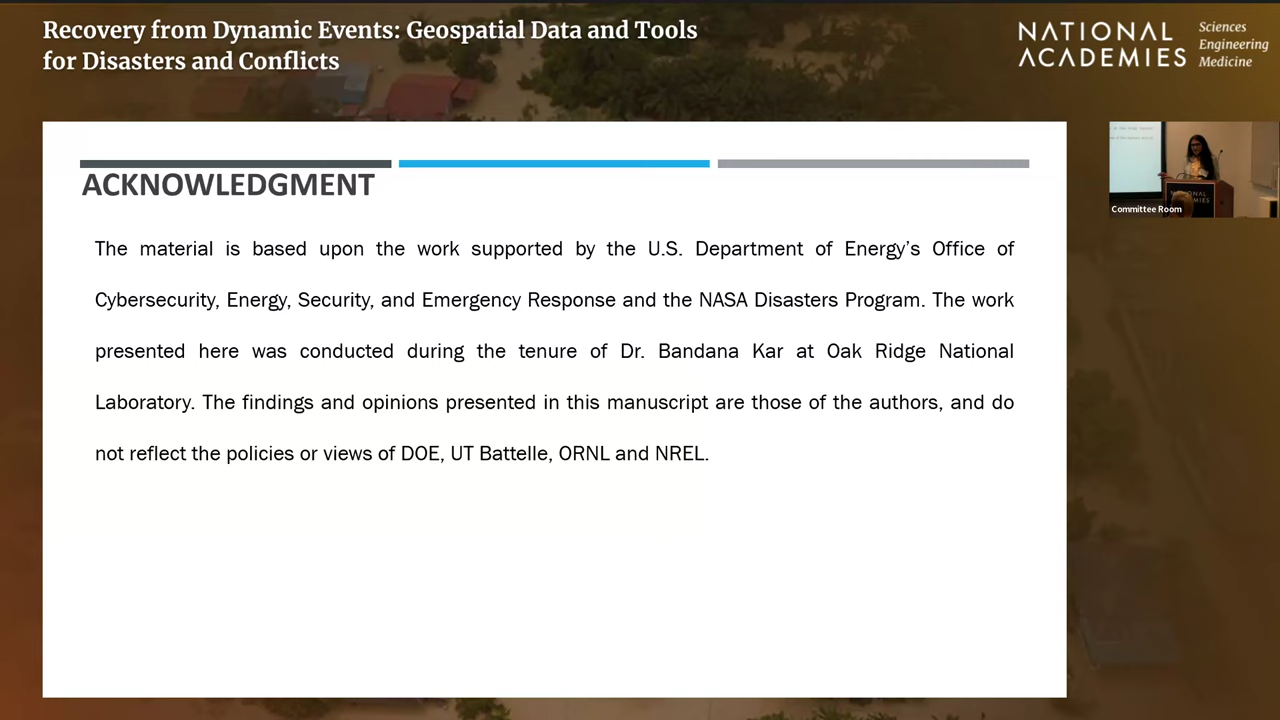 Recovery from Dynamic Events: Geospatial Data and Tools
for Disasters and Conflicts
NATIONAL
ACADEMIES
Sciences
Engineering
Medicine
ACKNOWLEDGMENT
The material is based upon the work supported by the U.S. Department of Energy’s Office of
Cybersecurity, Energy, Security, and Emergency Response and the NASA Disasters Program. The work
presented here was conducted during the tenure of Dr. Bandana Kar at Oak Ridge National
Laboratory. The findings and opinions presented in this manuscript are those of the authors, and do
not reflect the policies or views of DOE, UT Battelle, ORNL and NREL.
Committee Room